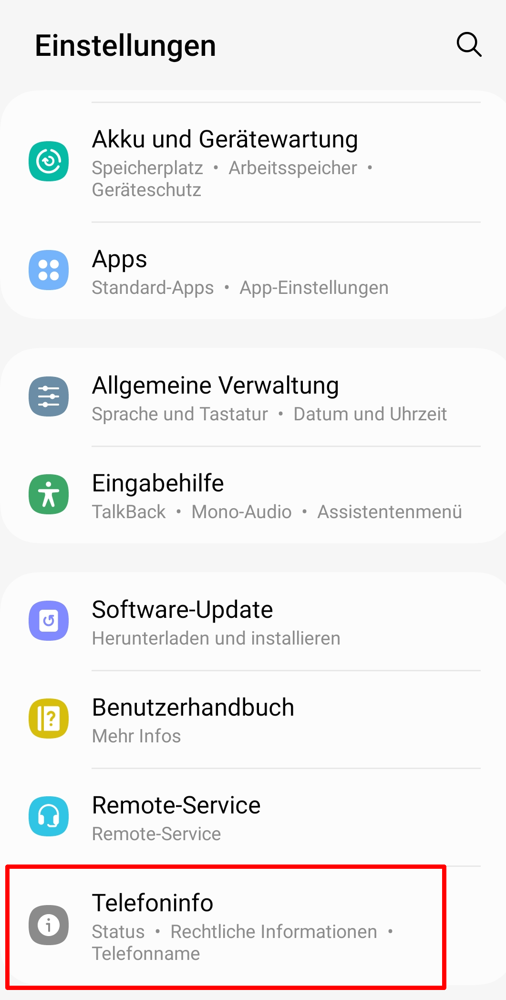 Einstellungen
Akku und Gerätewartung
Speicherplatz • Arbeitsspeicher •
Geräteschutz
Apps
Standard-Apps • App-Einstellungen
Allgemeine Verwaltung
Sprache und Tastatur • Datum und Uhrzeit
Eingabehilfe
TalkBack • Mono-Audio • Assistentenmenü
Software-Update
Herunterladen und installieren
Benutzerhandbuch
Mehr Infos
Remote-Service
Remote-Service
Telefoninfo
Status • Rechtliche Informationen •
Telefonname